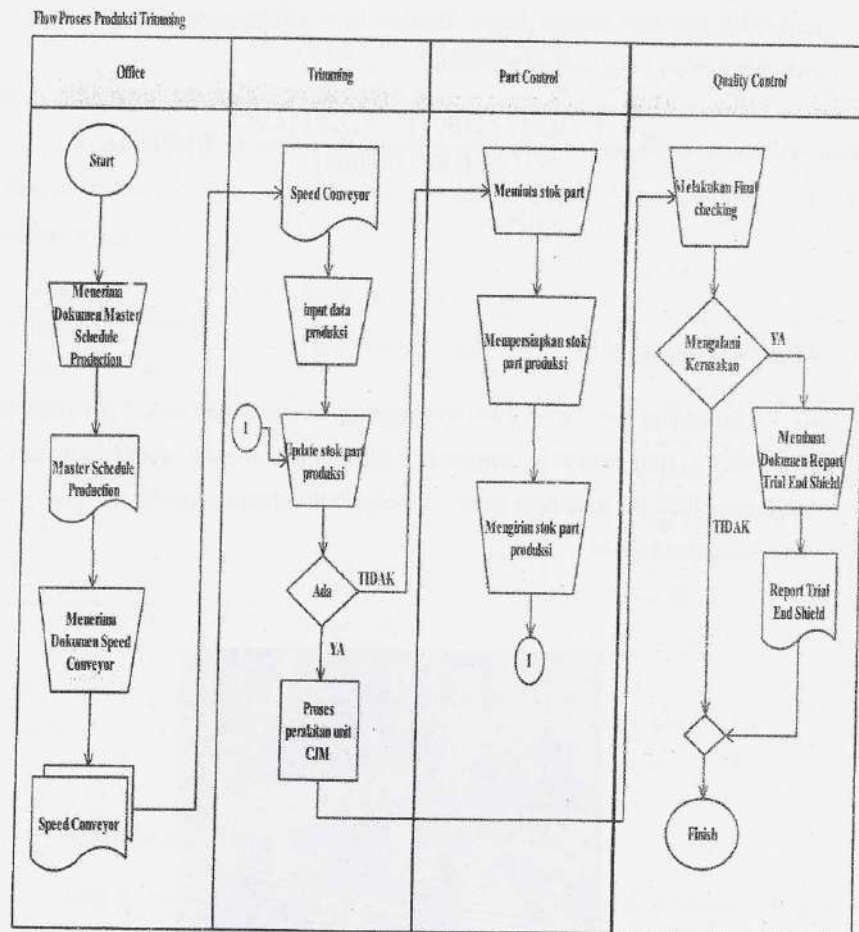 Flow Proses Produksi Trimming
Office
Trimming
Part Control
Quality Control
Start
Menerima
Dokumen Master
Schedule
Production
Master Schedule
Production
Menerima
Dokumen Speed
Conveyor
Speed Conveyor
Speed Conveyor
input data
produksi
1
Update stok part
produksi
Ada
TIDAK
YA
Proses
perakitan unit
CJM
Meminta stok part
Mempersiapkan stok
part produksi
Mengirim stok part
produksi
1
Melakukan Final
checking
Mengalami
Kerusakan
YA
TIDAK
Membuat
Dokumen Report
Trial End Shield
Report Trial
End Shield
Finish